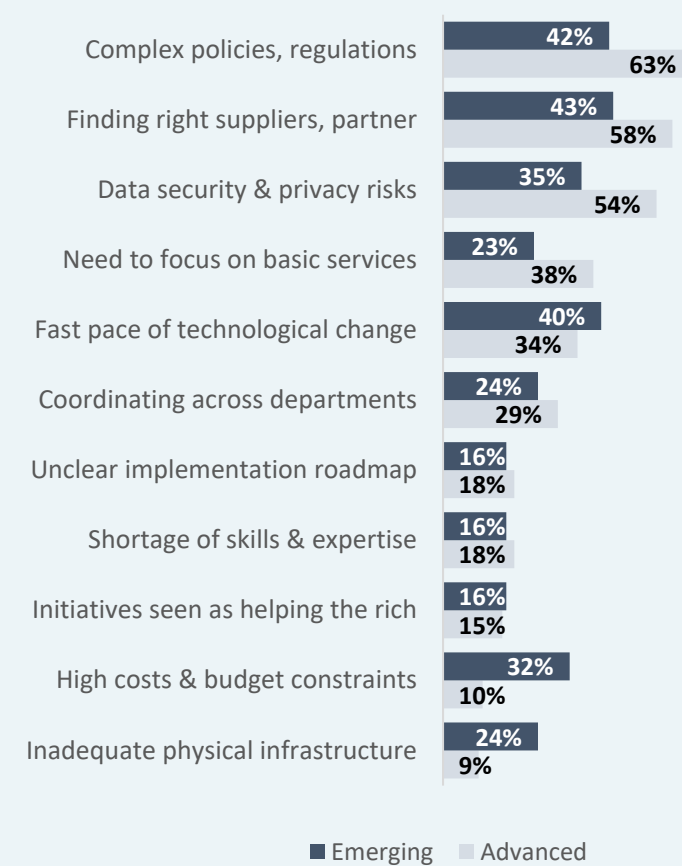 Complex policies, regulations
42%
63%
Finding right suppliers, partner
43%
58%
Data security & privacy risks
35%
54%
Need to focus on basic services
23%
38%
Fast pace of technological change
40%
34%
Coordinating across departments
24%
29%
Unclear implementation roadmap
16%
18%
Shortage of skills & expertise
16%
18%
Initiatives seen as helping the rich
16%
15%
High costs & budget constraints
32%
10%
Inadequate physical infrastructure
24%
9%
Emerging Advanced